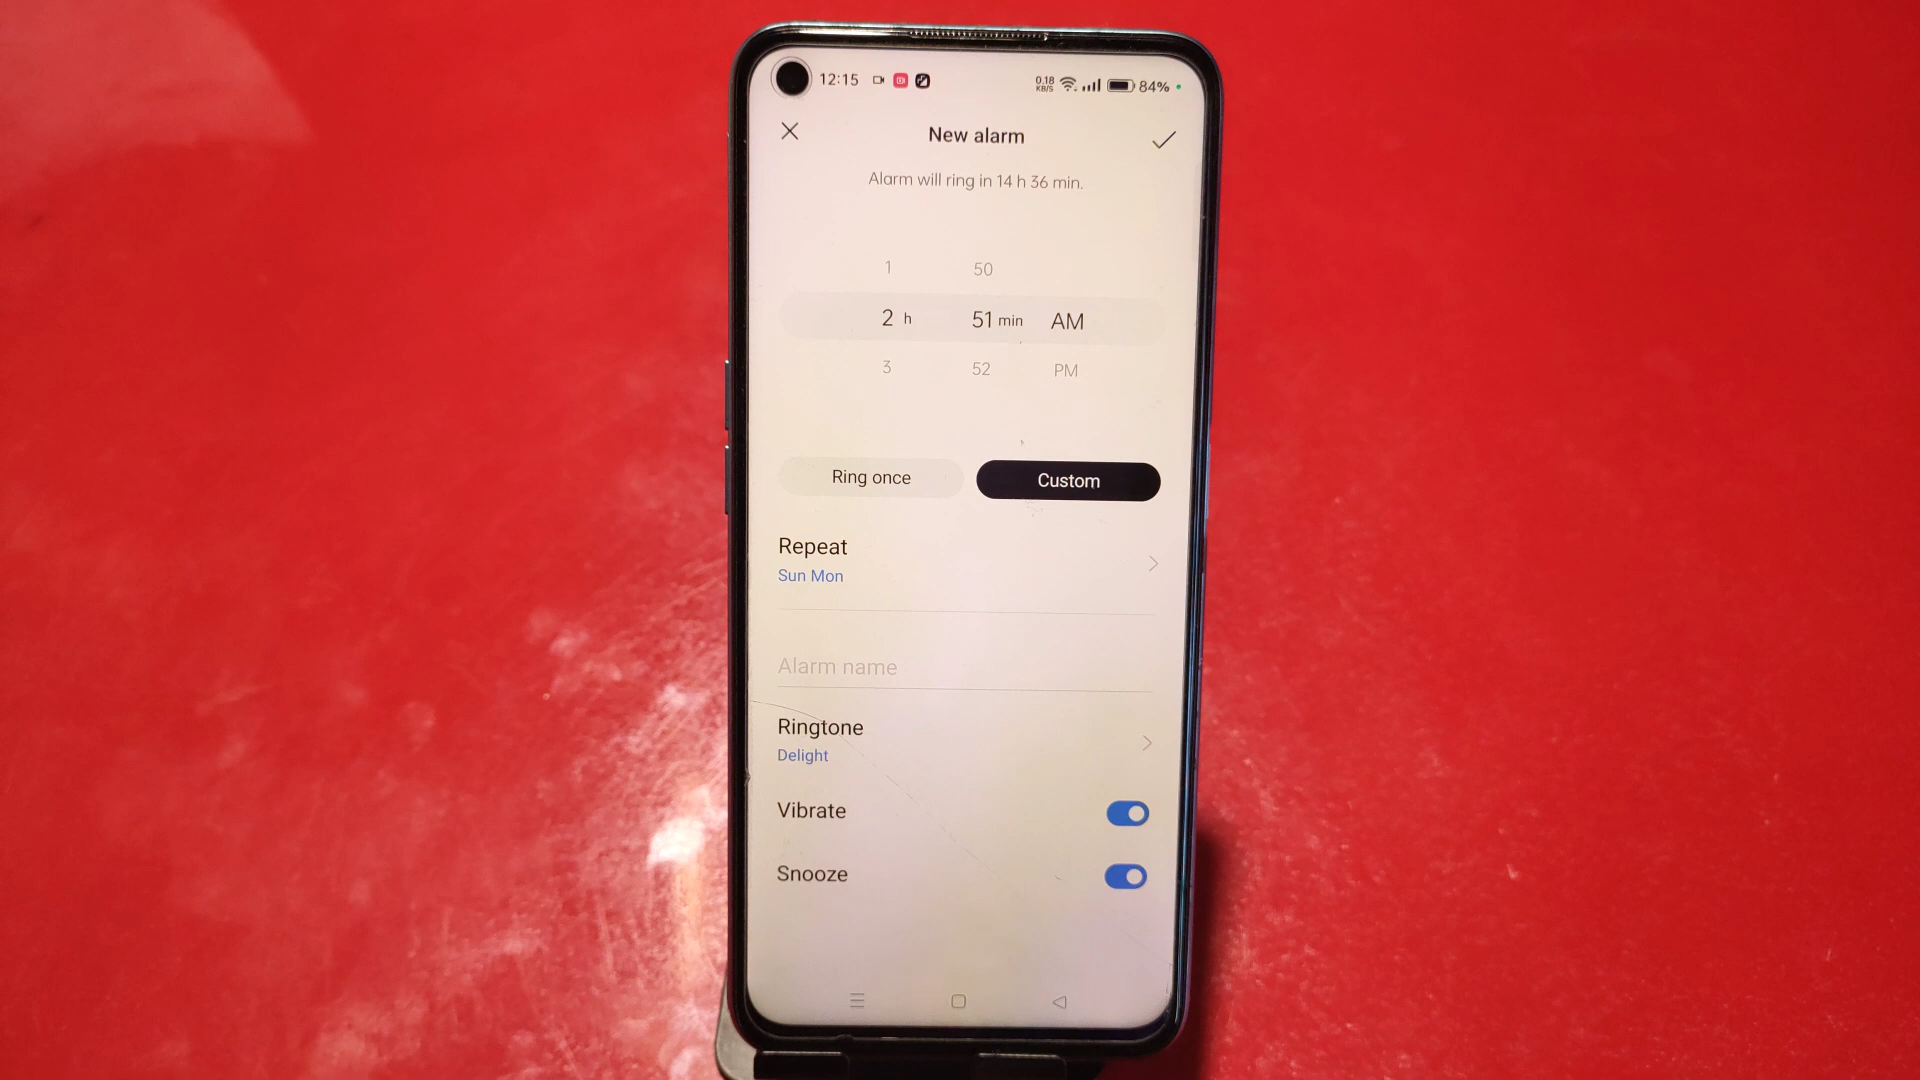 12:15 0.18 KB/S 84%
New alarm
Alarm will ring in 14 h 36 min.
1 50
2 h 51 min AM
3 52 PM
Ring once Custom
Repeat
Sun Mon
Alarm name
Ringtone
Delight
Vibrate
Snooze